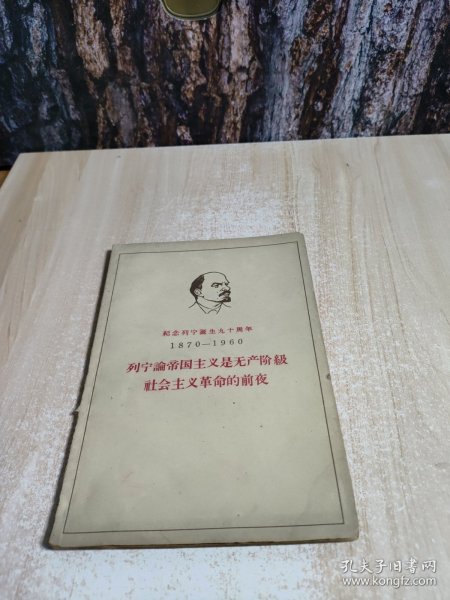 紀念列宁誕生九十周年
1870—1960
列宁論帝国主义是无产阶級
社会主义革命的前夜
孔夫子旧书网
www.kongfz.com